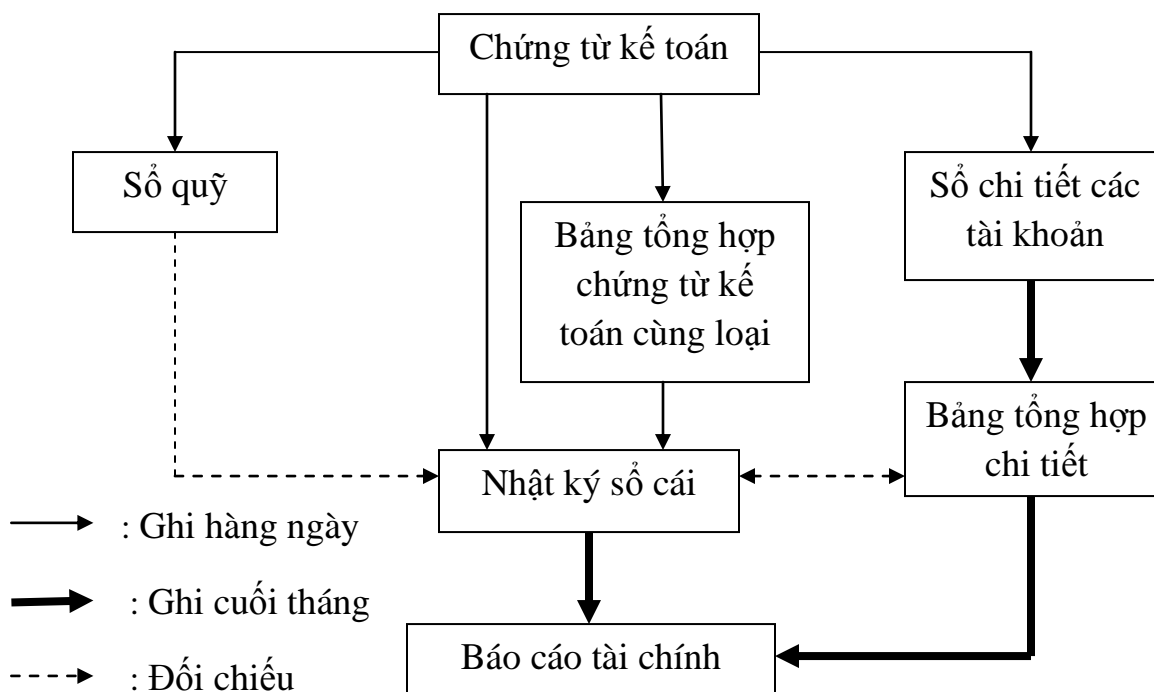 Chứng từ kế toán
Sổ quỹ
Sổ chi tiết các
tài khoản
Bảng tổng hợp
chứng từ kế
toán cùng loại
Bảng tổng hợp
chi tiết
Nhật ký sổ cái
: Ghi hàng ngày
: Ghi cuối tháng
Báo cáo tài chính
: Đối chiếu